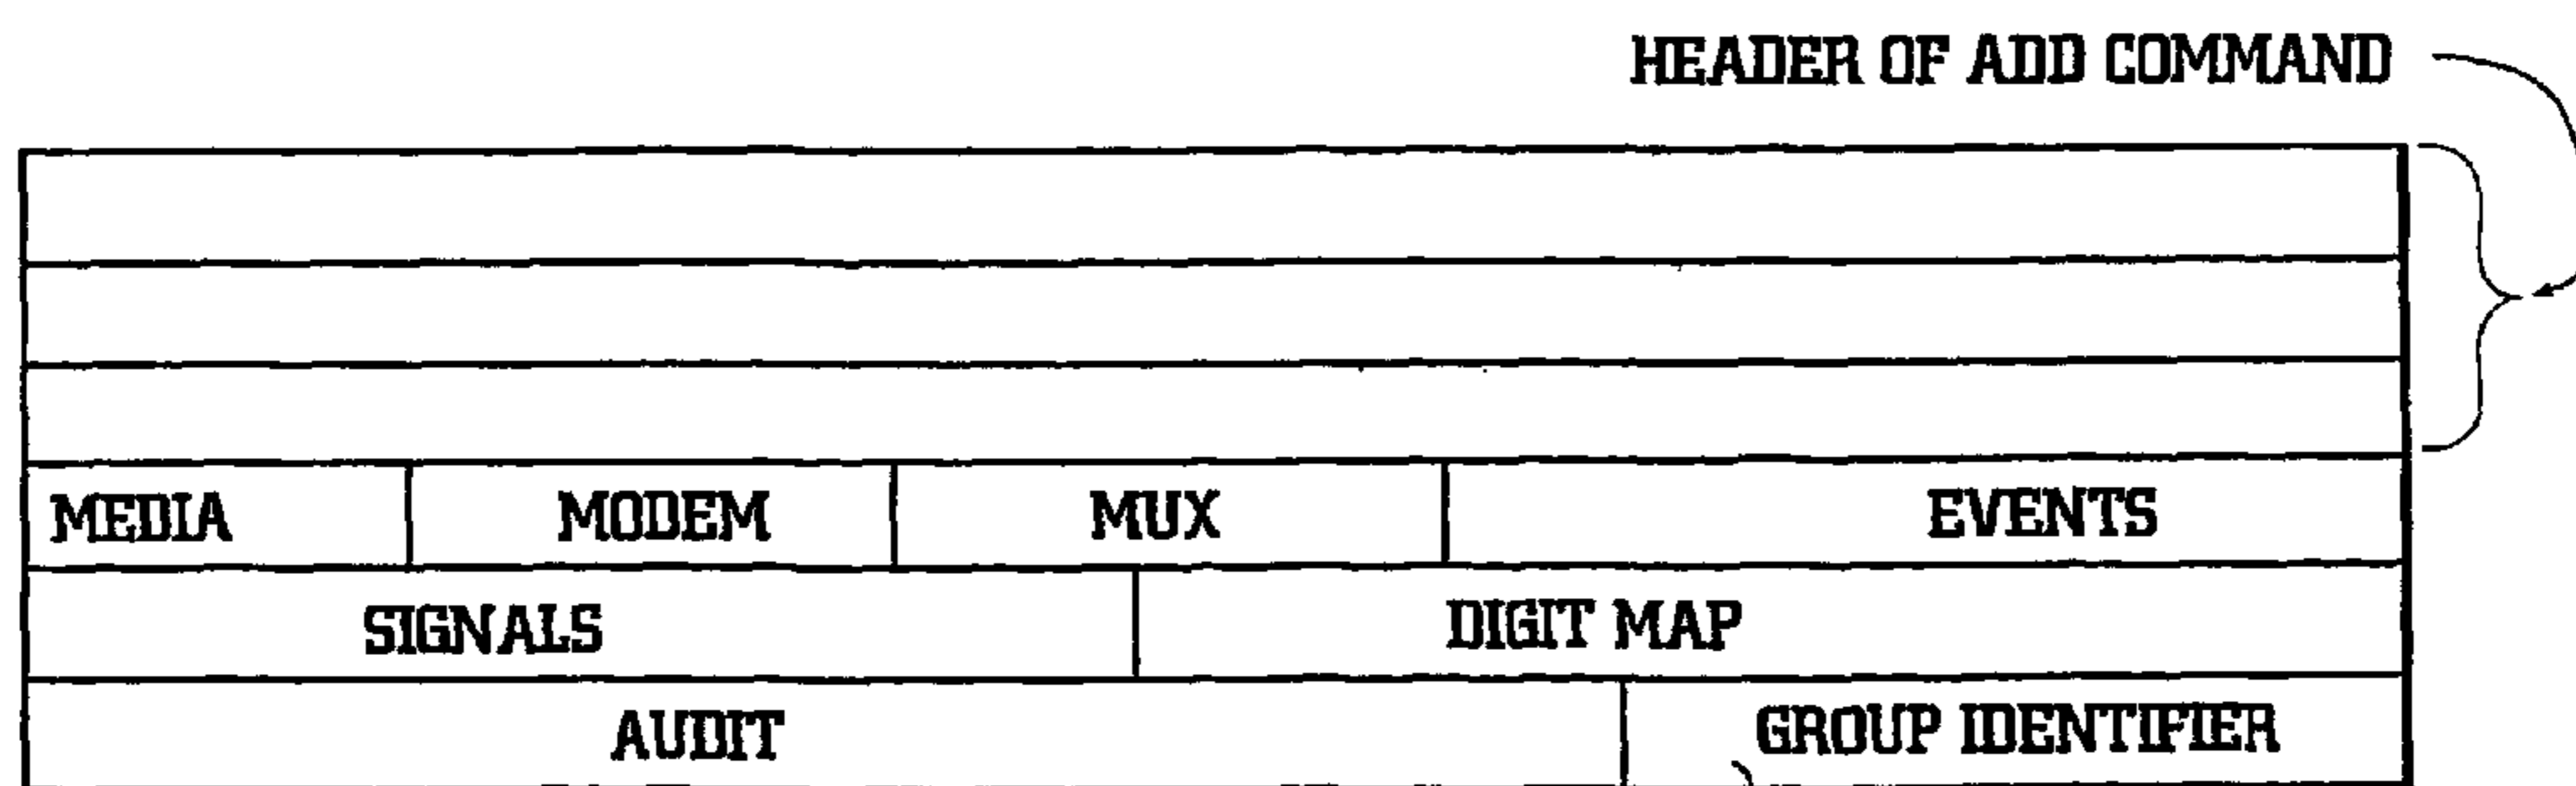 HEADER OF ADD COMMAND
MEDIA MODEM MUX EVENTS
SIGNALS DIGIT MAP
AUDIT GROUP IDENTIFIER